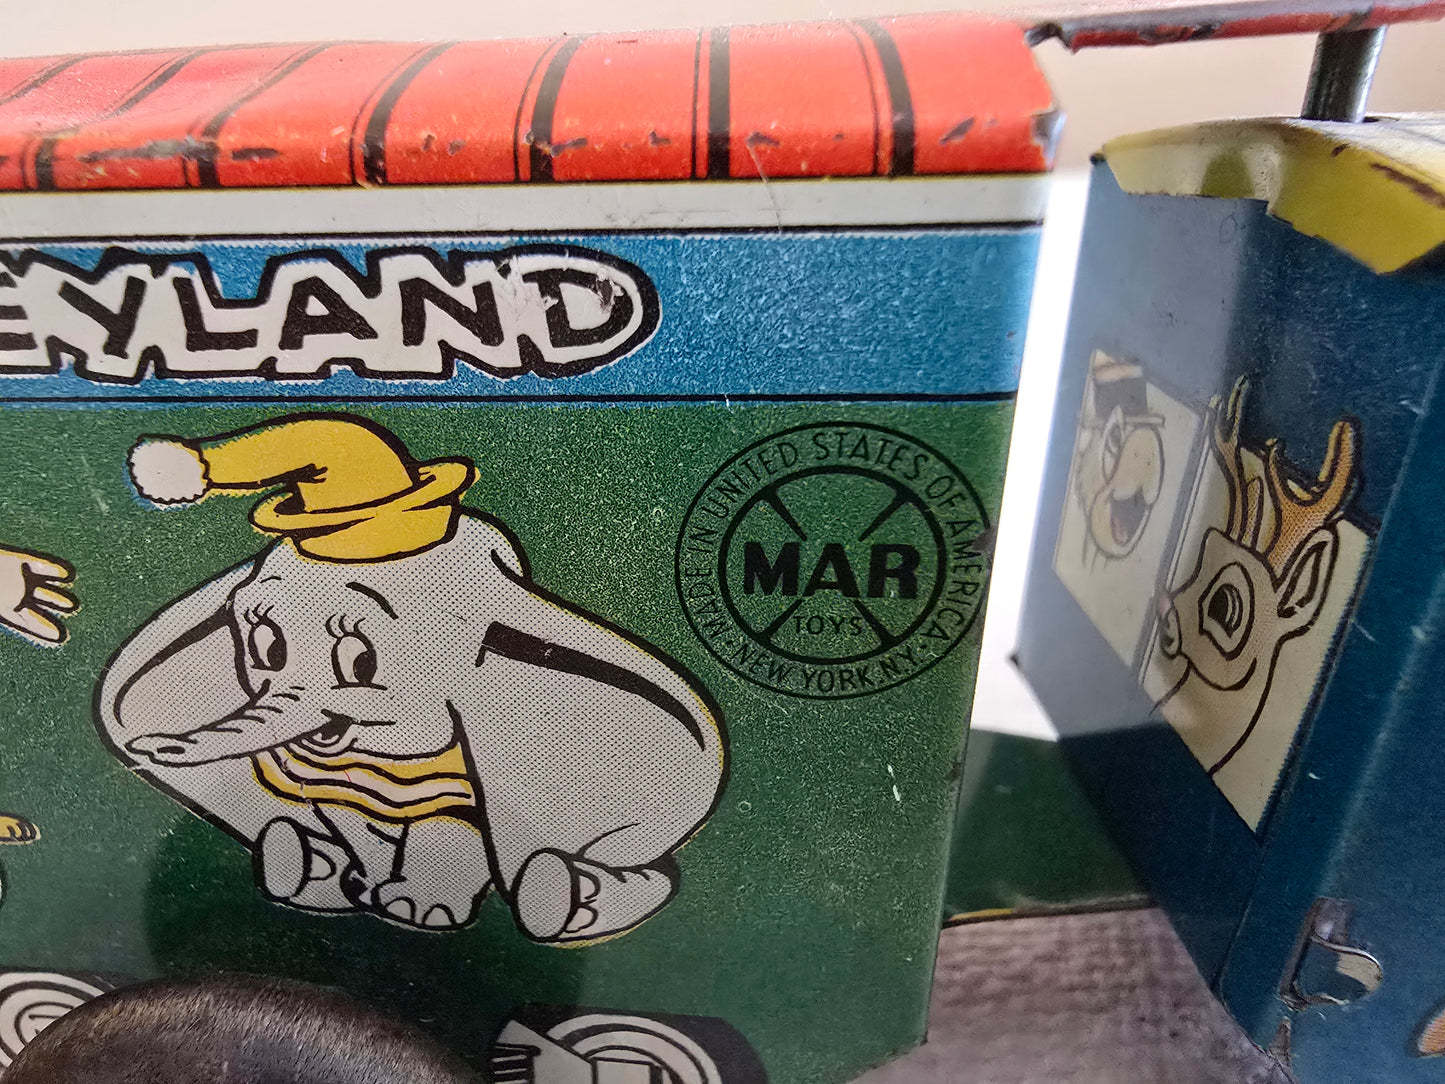 EYLAND
MADE IN UNITED STATES OF AMERICA
MAR
TOYS
• NEW YORK, N.Y. •